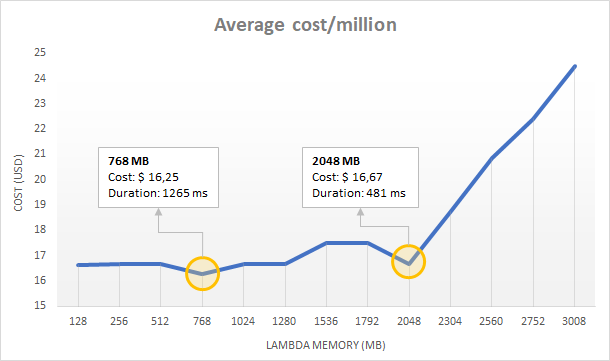 Average cost/million
COST (USD)
25
24
23
22
21
20
19
18
17
16
15
768 MB
Cost: $ 16,25
Duration: 1265 ms
2048 MB
Cost: $ 16,67
Duration: 481 ms
128 256 512 768 1024 1280 1536 1792 2048 2304 2560 2752 3008
LAMBDA MEMORY (MB)